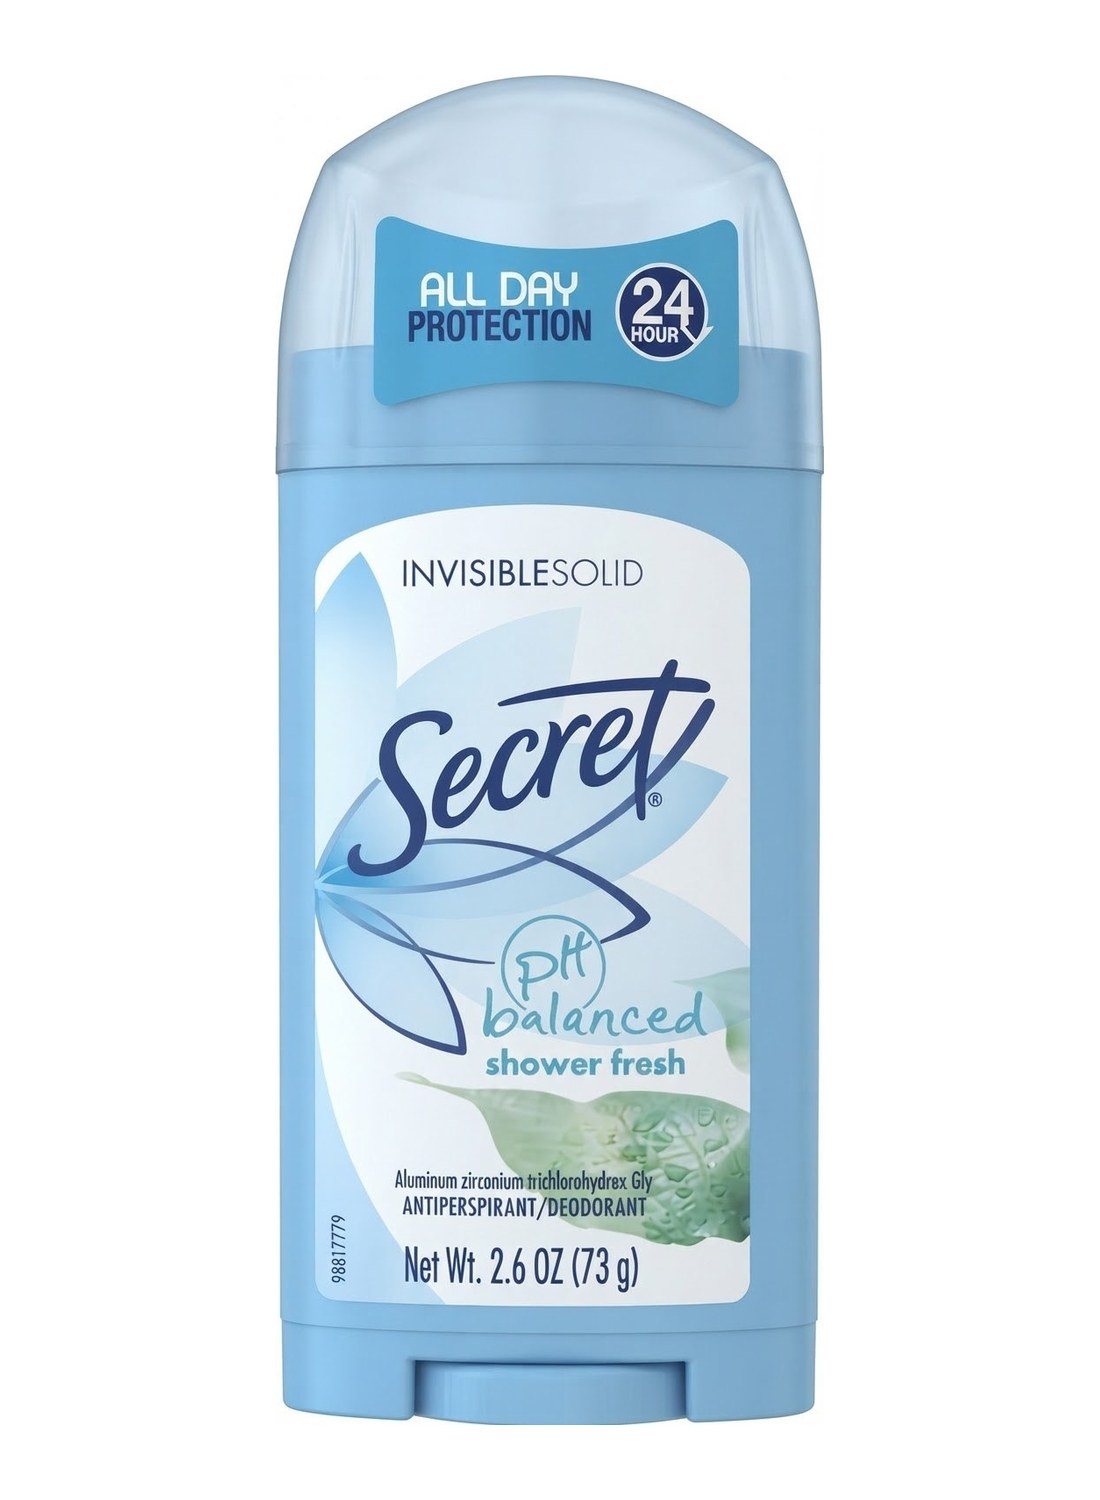 ALL DAY
PROTECTION
24
HOUR
INVISIBLESOLID
Secret®
pH
balanced
shower fresh
Aluminum zirconium trichlorohydrex Gly
ANTIPERSPIRANT/DEODORANT
Net Wt. 2.6 OZ (73 g)
98817779